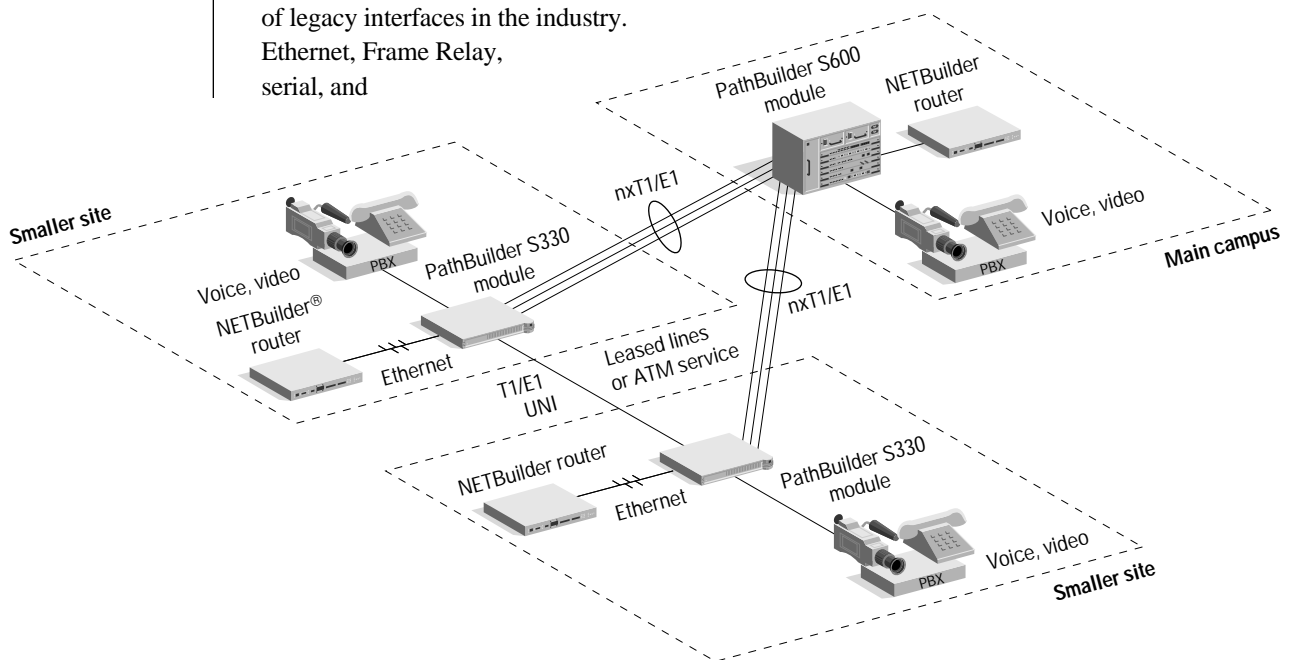 of legacy interfaces in the industry.
Ethernet, Frame Relay,
serial, and
PathBuilder S600
module
NETBuilder
router
nxT1/E1
Voice, video
PBX
Main campus
Smaller site
PBX
Voice, video
PathBuilder S330
module
NETBuilder®
router
Ethernet
nxT1/E1
Leased lines
or ATM service
T1/E1
UNI
NETBuilder router
Ethernet
PathBuilder S330
module
Voice, video
PBX
Smaller site